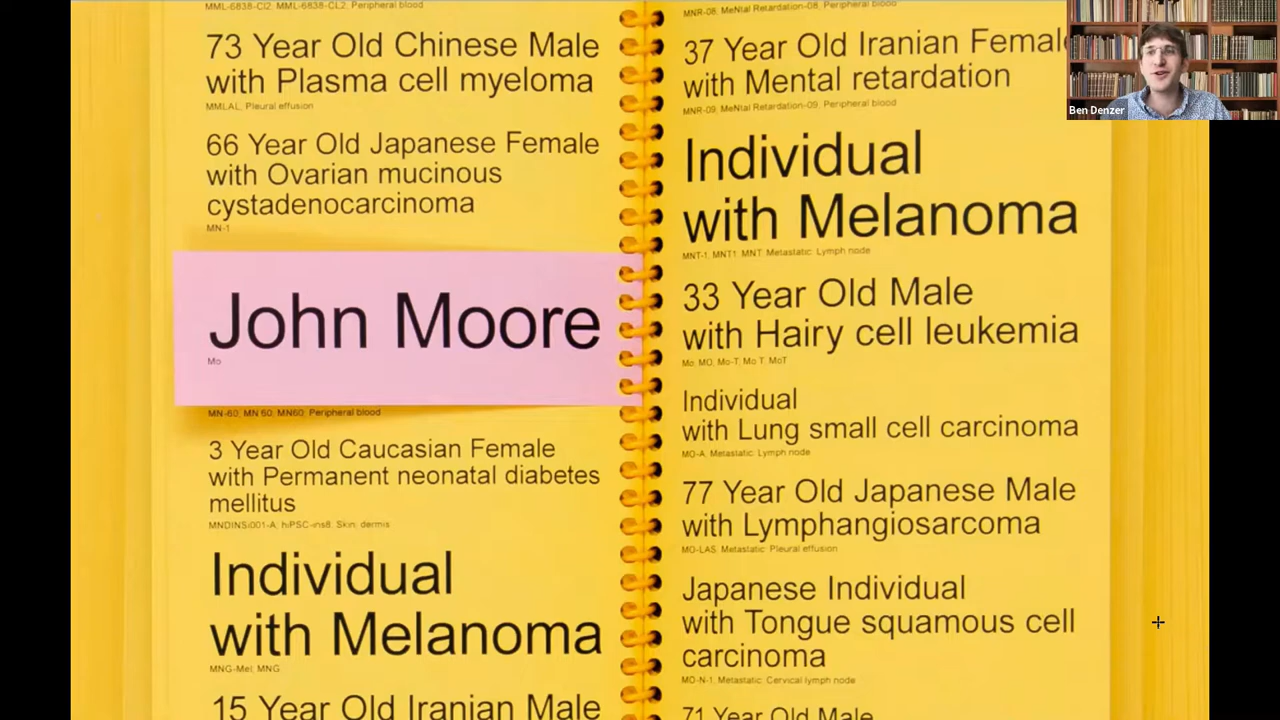 MML-6838-Cl2, MML-6838-CL2, Peripheral blood
73 Year Old Chinese Male
with Plasma cell myeloma
MMLAL, Pleural effusion
66 Year Old Japanese Female
with Ovarian mucinous
cystadenocarcinoma
MN-1
John Moore
Mo
MN-60, MN 60, MN60, Peripheral blood
3 Year Old Caucasian Female
with Permanent neonatal diabetes
mellitus
MNDINSi001-A, hiPSC-ins8, Skin; dermis
Individual
with Melanoma
MNG-Mel; MNG
15 Year Old Iranian Male
MNR-08, MeNtal Retardation-08, Peripheral blood
37 Year Old Iranian Female
with Mental retardation
MNR-09, MeNtal Retardation-09, Peripheral blood
Individual
with Melanoma
MNT-1, MNT1, MNT, Metastatic; Lymph node
33 Year Old Male
with Hairy cell leukemia
Mo, MO, Mo-T, Mo T, MoT
Individual
with Lung small cell carcinoma
MO-A, Metastatic; Lymph node
77 Year Old Japanese Male
with Lymphangiosarcoma
MO-LAS, Metastatic; Pleural effusion
Japanese Individual
with Tongue squamous cell
carcinoma
MO-N-1, Metastatic; Cervical lymph node
71 Year Old Male
Ben Denzer